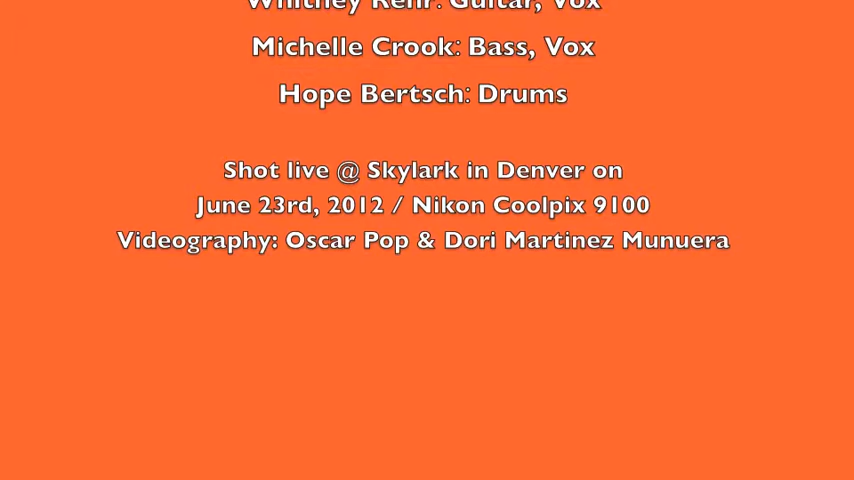 Whitney Rehr: Guitar, Vox
Michelle Crook: Bass, Vox
Hope Bertsch: Drums
Shot live @ Skylark in Denver on
June 23rd, 2012 / Nikon Coolpix 9100
Videography: Oscar Pop & Dori Martinez Munuera